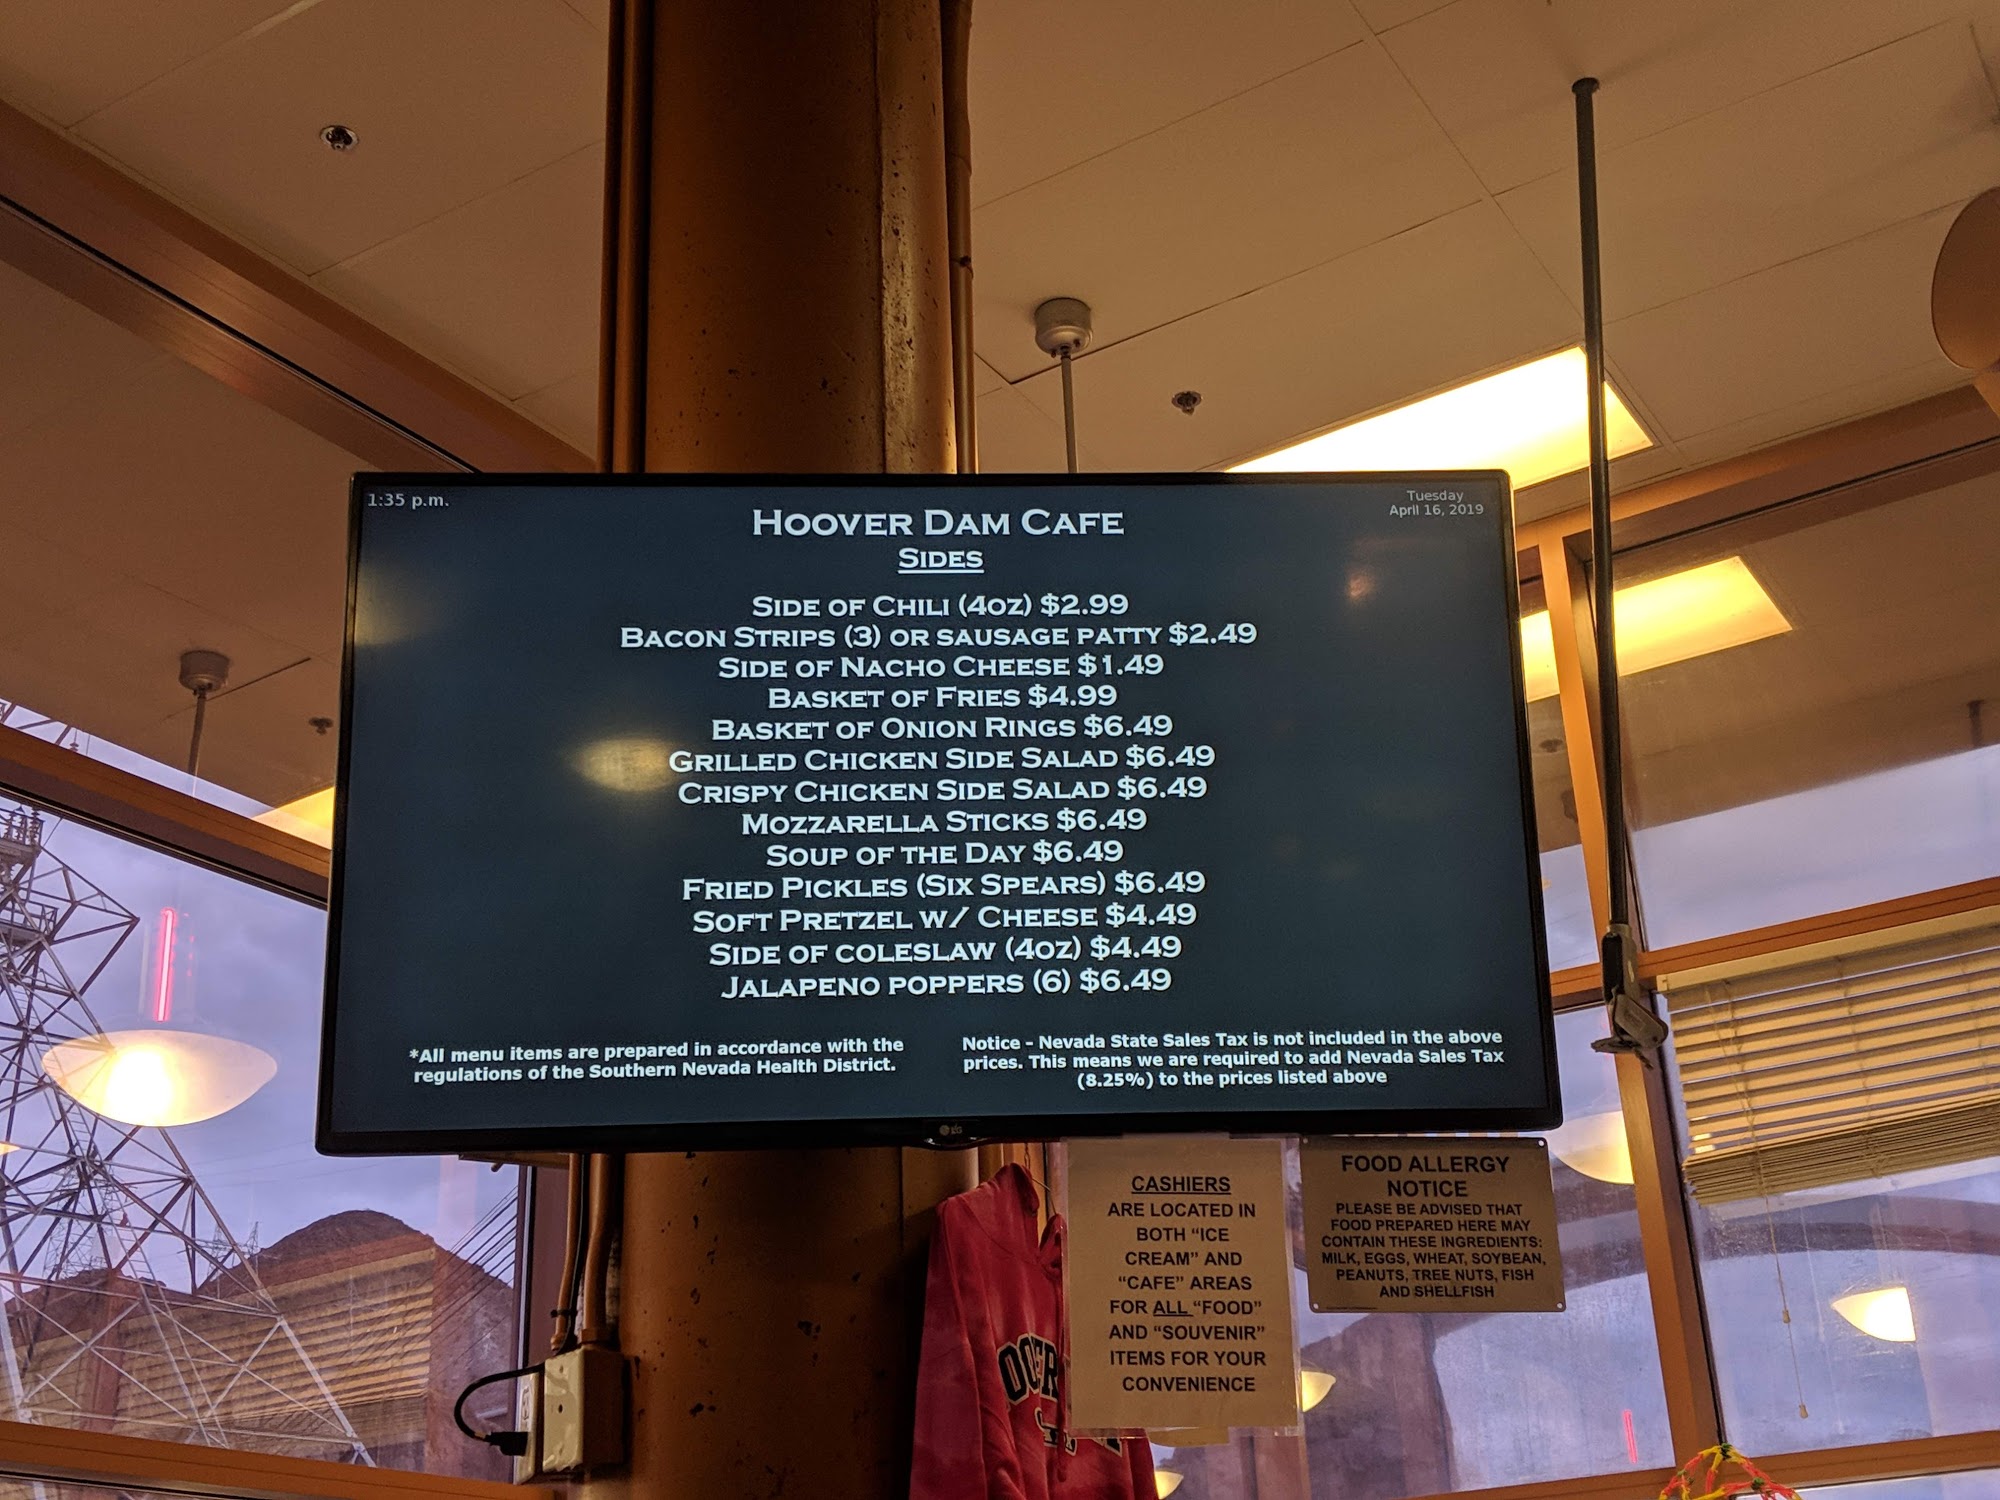 1:35 p.m.
Tuesday
April 16, 2019
HOOVER DAM CAFE
SIDES
SIDE OF CHILI (4OZ) $2.99
BACON STRIPS (3) OR SAUSAGE PATTY $2.49
SIDE OF NACHO CHEESE $1.49
BASKET OF FRIES $4.99
BASKET OF ONION RINGS $6.49
GRILLED CHICKEN SIDE SALAD $6.49
CRISPY CHICKEN SIDE SALAD $6.49
MOZZARELLA STICKS $6.49
SOUP OF THE DAY $6.49
FRIED PICKLES (SIX SPEARS) $6.49
SOFT PRETZEL W/ CHEESE $4.49
SIDE OF COLESLAW (4OZ) $4.49
JALAPENO POPPERS (6) $6.49
*All menu items are prepared in accordance with the
regulations of the Southern Nevada Health District.
Notice - Nevada State Sales Tax is not included in the above
prices. This means we are required to add Nevada Sales Tax
(8.25%) to the prices listed above
LG
CASHIERS
ARE LOCATED IN
BOTH "ICE
CREAM" AND
"CAFE" AREAS
FOR ALL "FOOD"
AND "SOUVENIR"
ITEMS FOR YOUR
CONVENIENCE
FOOD ALLERGY
NOTICE
PLEASE BE ADVISED THAT
FOOD PREPARED HERE MAY
CONTAIN THESE INGREDIENTS:
MILK, EGGS, WHEAT, SOYBEAN,
PEANUTS, TREE NUTS, FISH
AND SHELLFISH